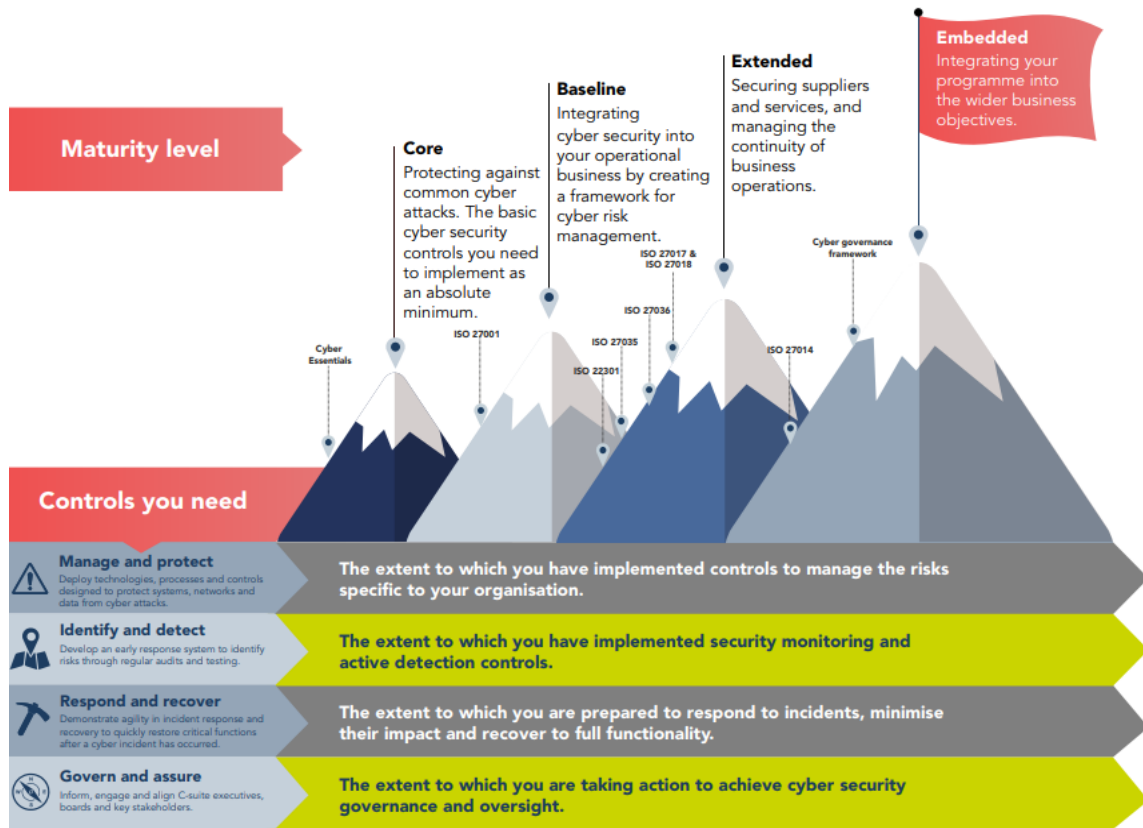 Maturity level
Core
Protecting against
common cyber
attacks. The basic
cyber security
controls you need
to implement as
an absolute
minimum.
Baseline
Integrating
cyber security into
your operational
business by creating
a framework for
cyber risk
management.
Extended
Securing suppliers
and services, and
managing the
continuity of
business
operations.
Embedded
Integrating your
programme into
the wider business
objectives.
Cyber
Essentials
ISO 27001
ISO 22301
ISO 27035
ISO 27036
ISO 27017 &
ISO 27018
ISO 27014
Cyber governance
framework
Controls you need
Manage and protect
Deploy technologies, processes and controls
designed to protect systems, networks and
data from cyber attacks.
The extent to which you have implemented controls to manage the risks
specific to your organisation.
Identify and detect
Develop an early response system to identify
risks through regular audits and testing.
The extent to which you have implemented security monitoring and
active detection controls.
Respond and recover
Demonstrate agility in incident response and
recovery to quickly restore critical functions
after a cyber incident has occurred.
The extent to which you are prepared to respond to incidents, minimise
their impact and recover to full functionality.
N
W
E
S
Govern and assure
Inform, engage and align C-suite executives,
boards and key stakeholders.
The extent to which you are taking action to achieve cyber security
governance and oversight.